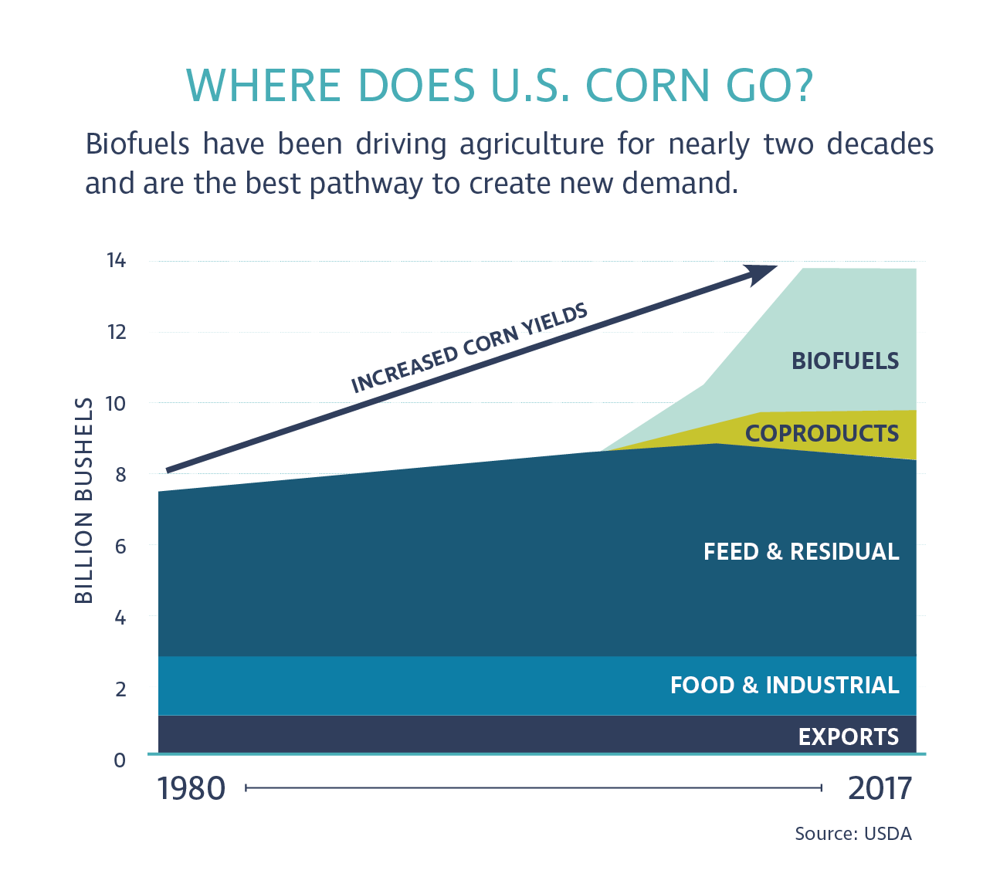 WHERE DOES U.S. CORN GO?
Biofuels have been driving agriculture for nearly two decades
and are the best pathway to create new demand.
14
12
10
8
6
4
2
0
BILLION BUSHELS
INCREASED CORN YIELDS
BIOFUELS
COPRODUCTS
FEED & RESIDUAL
FOOD & INDUSTRIAL
EXPORTS
1980
2017
Source: USDA